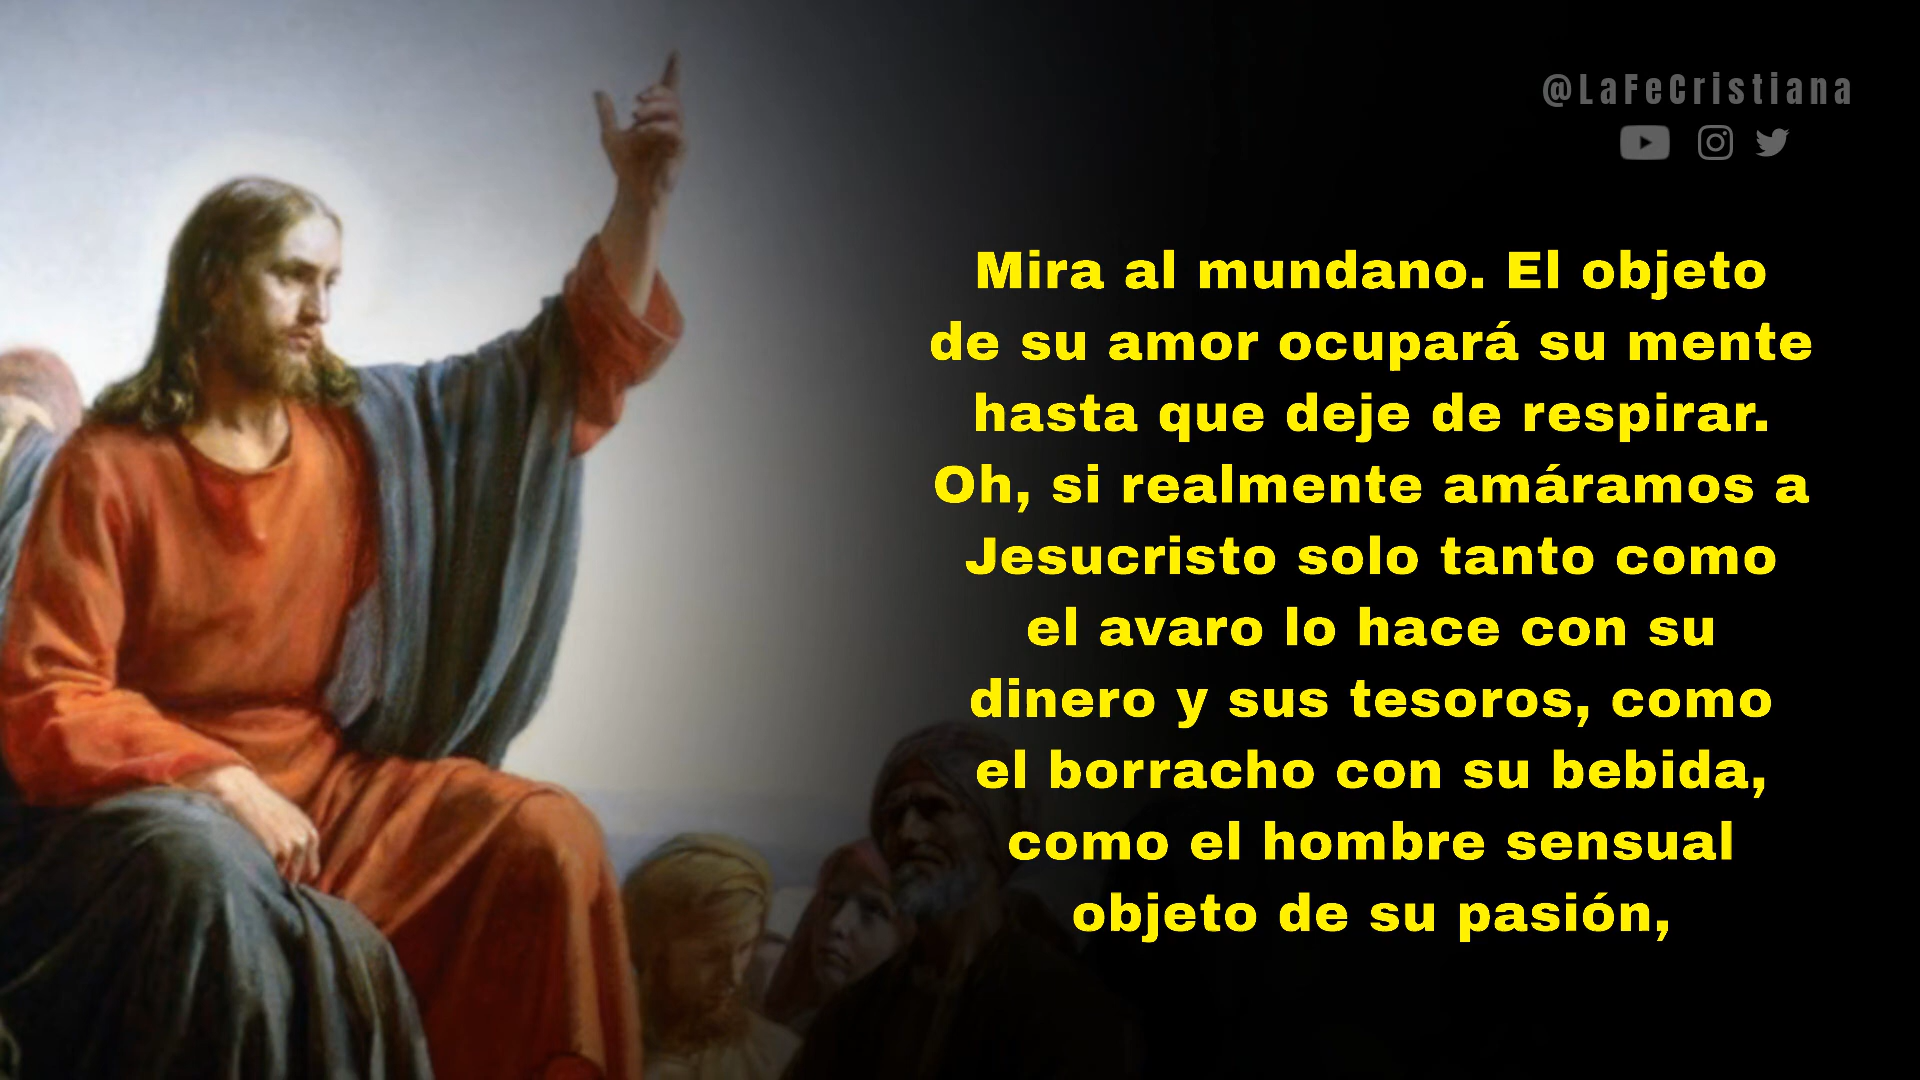 @LaFeCristiana
Mira al mundano. El objeto
de su amor ocupará su mente
hasta que deje de respirar.
Oh, si realmente amáramos a
Jesucristo solo tanto como
el avaro lo hace con su
dinero y sus tesoros, como
el borracho con su bebida,
como el hombre sensual
objeto de su pasión,